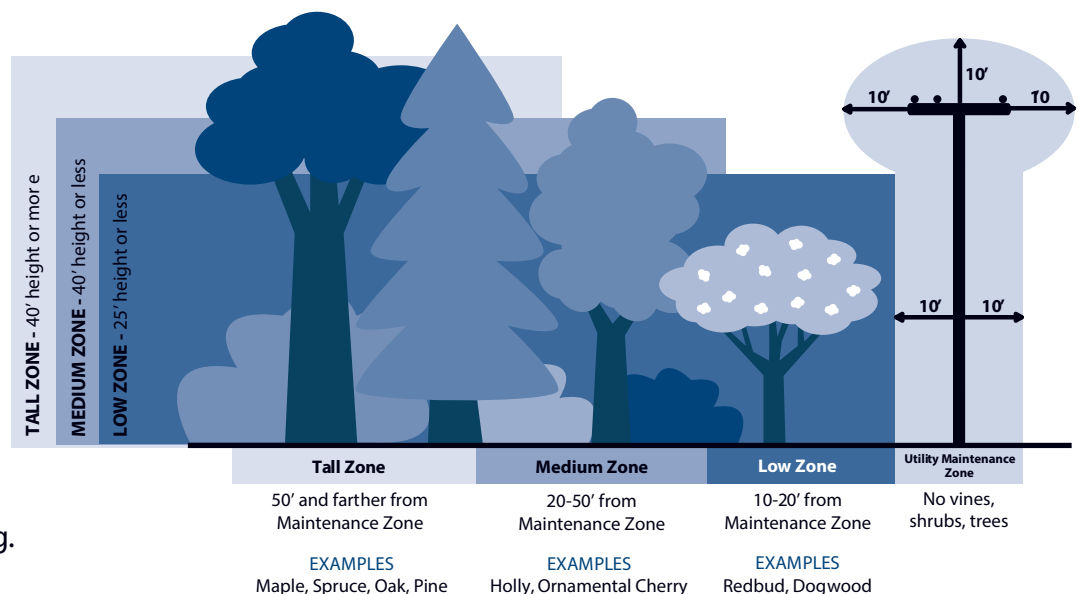 TALL ZONE - 40' height or more
MEDIUM ZONE - 40' height or less
LOW ZONE - 25' height or less
10'
10'
10
10'
10'
Tall Zone
Medium Zone
Low Zone
Utility Maintenance
Zone
50' and farther from
Maintenance Zone
20-50' from
Maintenance Zone
10-20' from
Maintenance Zone
No vines,
shrubs, trees
g.
EXAMPLES
Maple, Spruce, Oak, Pine
EXAMPLES
Holly, Ornamental Cherry
EXAMPLES
Redbud, Dogwood